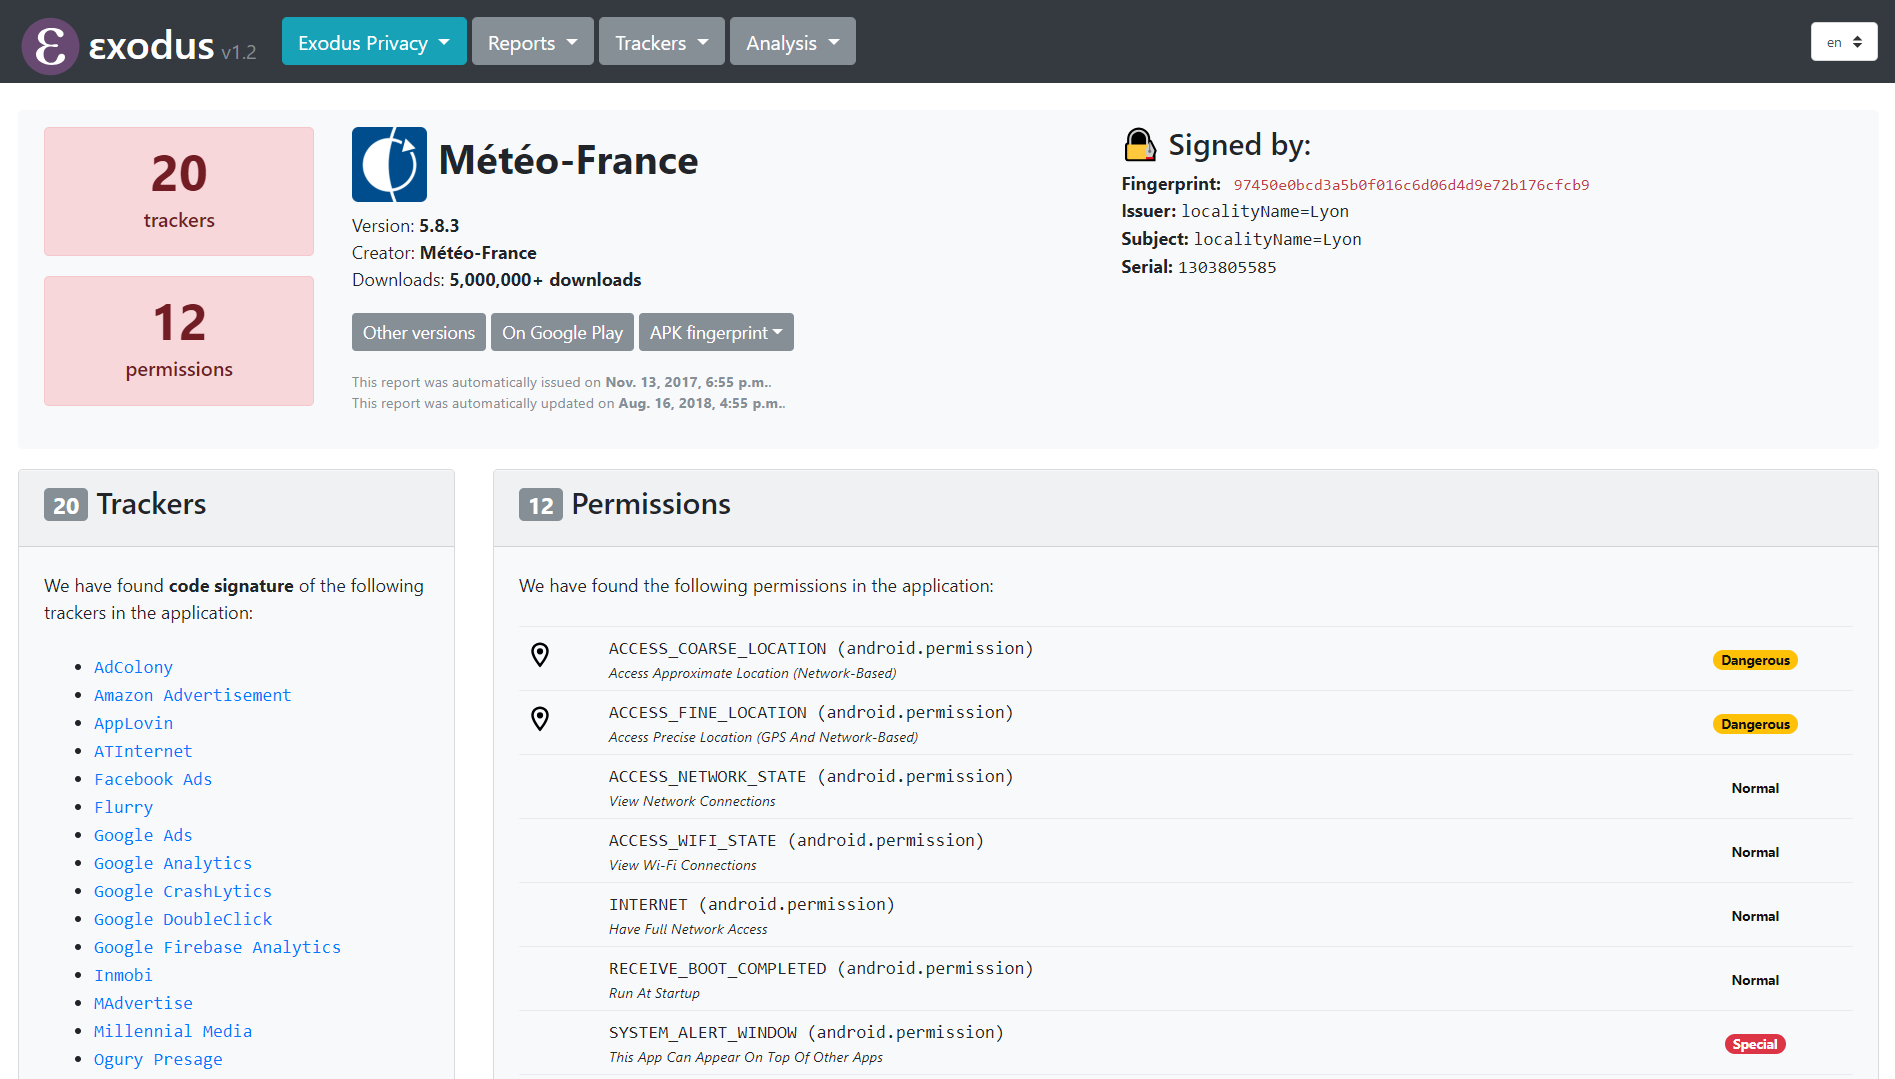 εxodus v1.2
Exodus Privacy
Reports
Trackers
Analysis
en
20
trackers
12
permissions
Météo-France
Version: 5.8.3
Creator: Météo-France
Downloads: 5,000,000+ downloads
Other versions
On Google Play
APK fingerprint
This report was automatically issued on Nov. 13, 2017, 6:55 p.m..
This report was automatically updated on Aug. 16, 2018, 4:55 p.m..
Signed by:
Fingerprint: 97450e0bcd3a5b0f016c6d06d4d9e72b176cfcb9
Issuer: localityName=Lyon
Subject: localityName=Lyon
Serial: 1303805585
20 Trackers
We have found code signature of the following
trackers in the application:
AdColony
Amazon Advertisement
AppLovin
ATInternet
Facebook Ads
Flurry
Google Ads
Google Analytics
Google CrashLytics
Google DoubleClick
Google Firebase Analytics
Inmobi
MAdvertise
Millennial Media
Ogury Presage
12 Permissions
We have found the following permissions in the application:
ACCESS_COARSE_LOCATION (android.permission)
Access Approximate Location (Network-Based)
Dangerous
ACCESS_FINE_LOCATION (android.permission)
Access Precise Location (GPS And Network-Based)
Dangerous
ACCESS_NETWORK_STATE (android.permission)
View Network Connections
Normal
ACCESS_WIFI_STATE (android.permission)
View Wi-Fi Connections
Normal
INTERNET (android.permission)
Have Full Network Access
Normal
RECEIVE_BOOT_COMPLETED (android.permission)
Run At Startup
Normal
SYSTEM_ALERT_WINDOW (android.permission)
This App Can Appear On Top Of Other Apps
Special